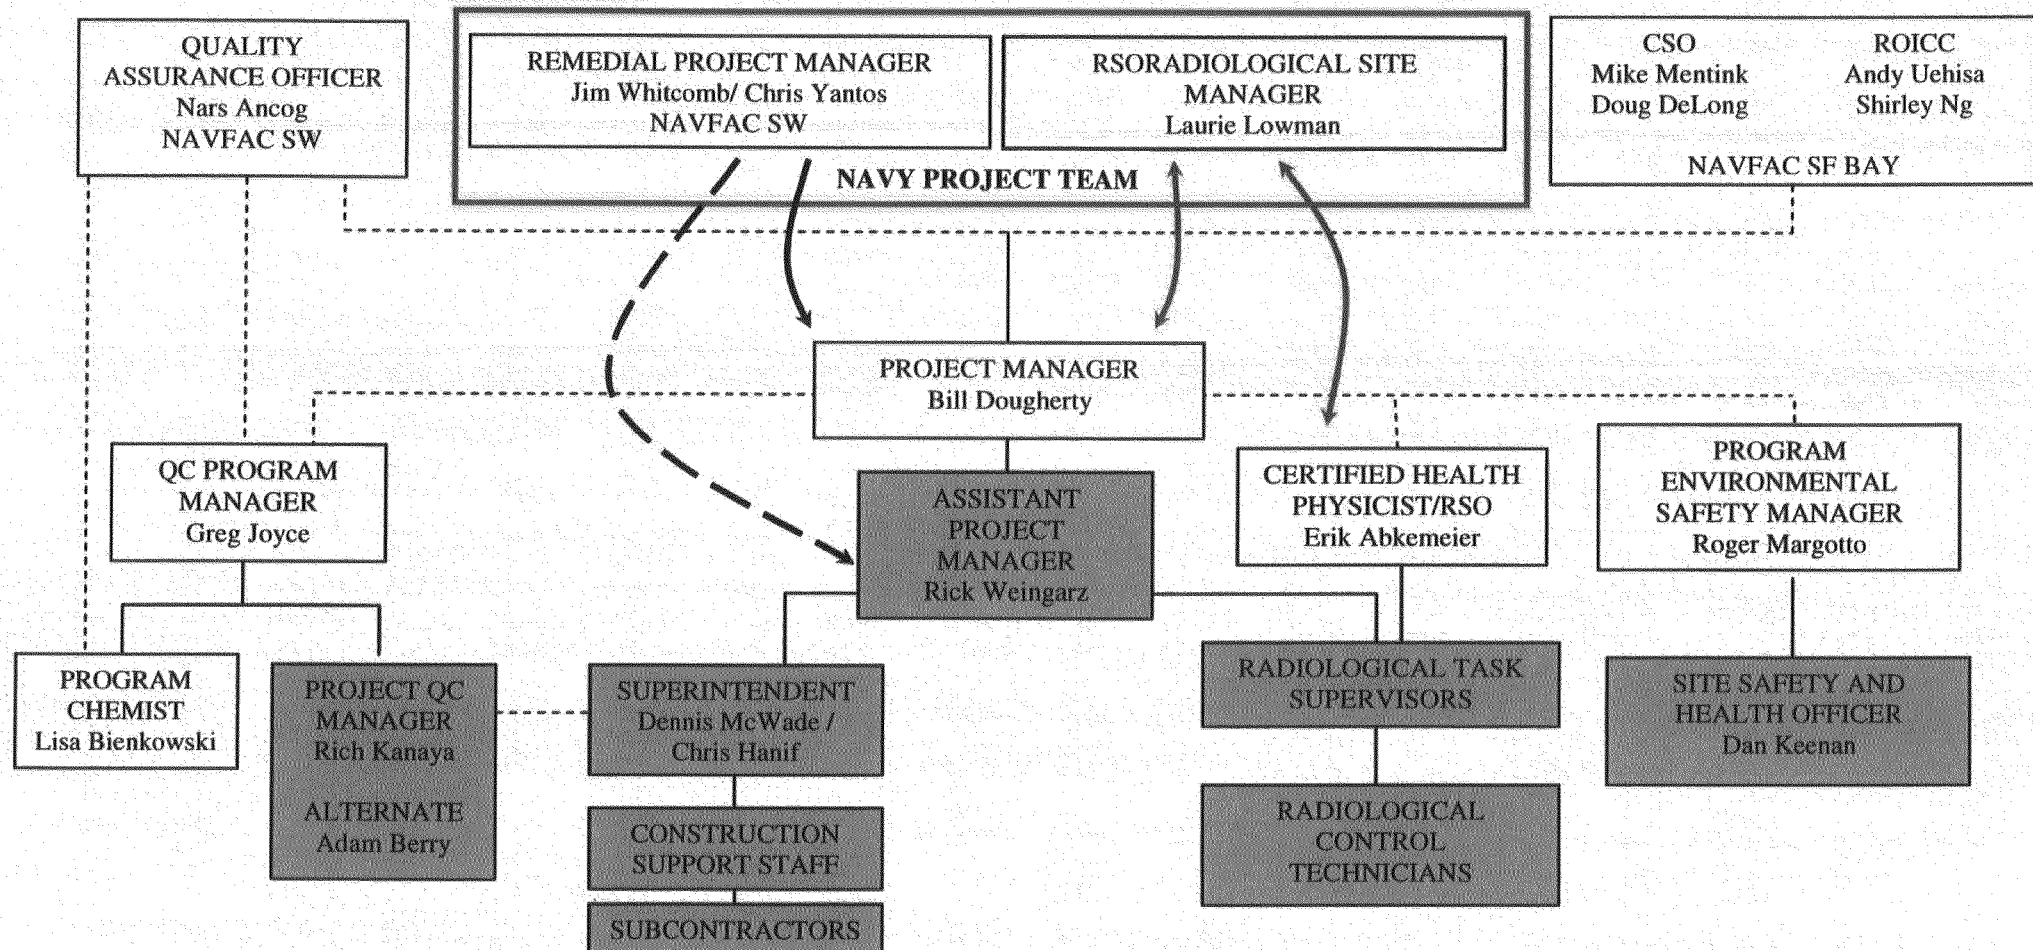 QUALITY
ASSURANCE OFFICER
Nars Ancog
NAVFAC SW
REMEDIAL PROJECT MANAGER
Jim Whitcomb/ Chris Yantos
NAVFAC SW
RSORADIOLOGICAL SITE
MANAGER
Laurie Lowman
NAVY PROJECT TEAM
CSO
Mike Mentink
Doug DeLong
ROICC
Andy Uehisa
Shirley Ng
NAVFAC SF BAY
PROJECT MANAGER
Bill Dougherty
QC PROGRAM
MANAGER
Greg Joyce
ASSISTANT
PROJECT
MANAGER
Rick Weingarz
CERTIFIED HEALTH
PHYSICIST/RSO
Erik Abkemeier
PROGRAM
ENVIRONMENTAL
SAFETY MANAGER
Roger Margotto
PROGRAM
CHEMIST
Lisa Bienkowski
PROJECT QC
MANAGER
Rich Kanaya
ALTERNATE
Adam Berry
SUPERINTENDENT
Dennis McWade /
Chris Hanif
CONSTRUCTION
SUPPORT STAFF
SUBCONTRACTORS
RADIOLOGICAL TASK
SUPERVISORS
RADIOLOGICAL
CONTROL
TECHNICIANS
SITE SAFETY AND
HEALTH OFFICER
Dan Keenan